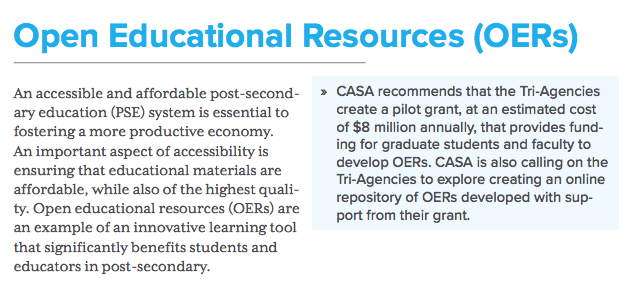 Open Educational Resources (OERs)
An accessible and affordable post-second-
ary education (PSE) system is essential to
fostering a more productive economy.
An important aspect of accessibility is
ensuring that educational materials are
affordable, while also of the highest quali-
ty. Open educational resources (OERs) are
an example of an innovative learning tool
that significantly benefits students and
educators in post-secondary.
» CASA recommends that the Tri-Agencies
create a pilot grant, at an estimated cost
of $8 million annually, that provides fund-
ing for graduate students and faculty to
develop OERs. CASA is also calling on the
Tri-Agencies to explore creating an online
repository of OERs developed with sup-
port from their grant.